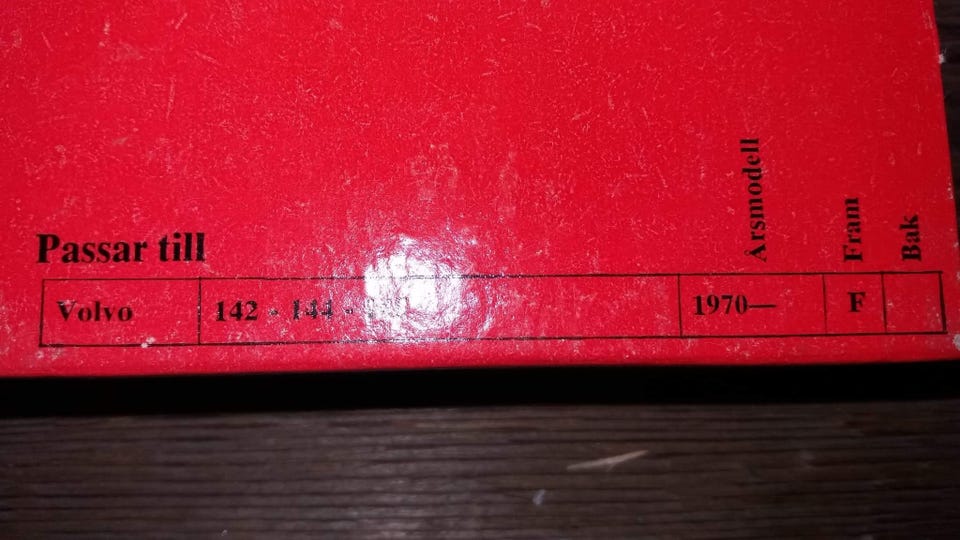 Årsmodell
Fram
Bak
Passar till
Volvo 142 - 144 - 1970— F